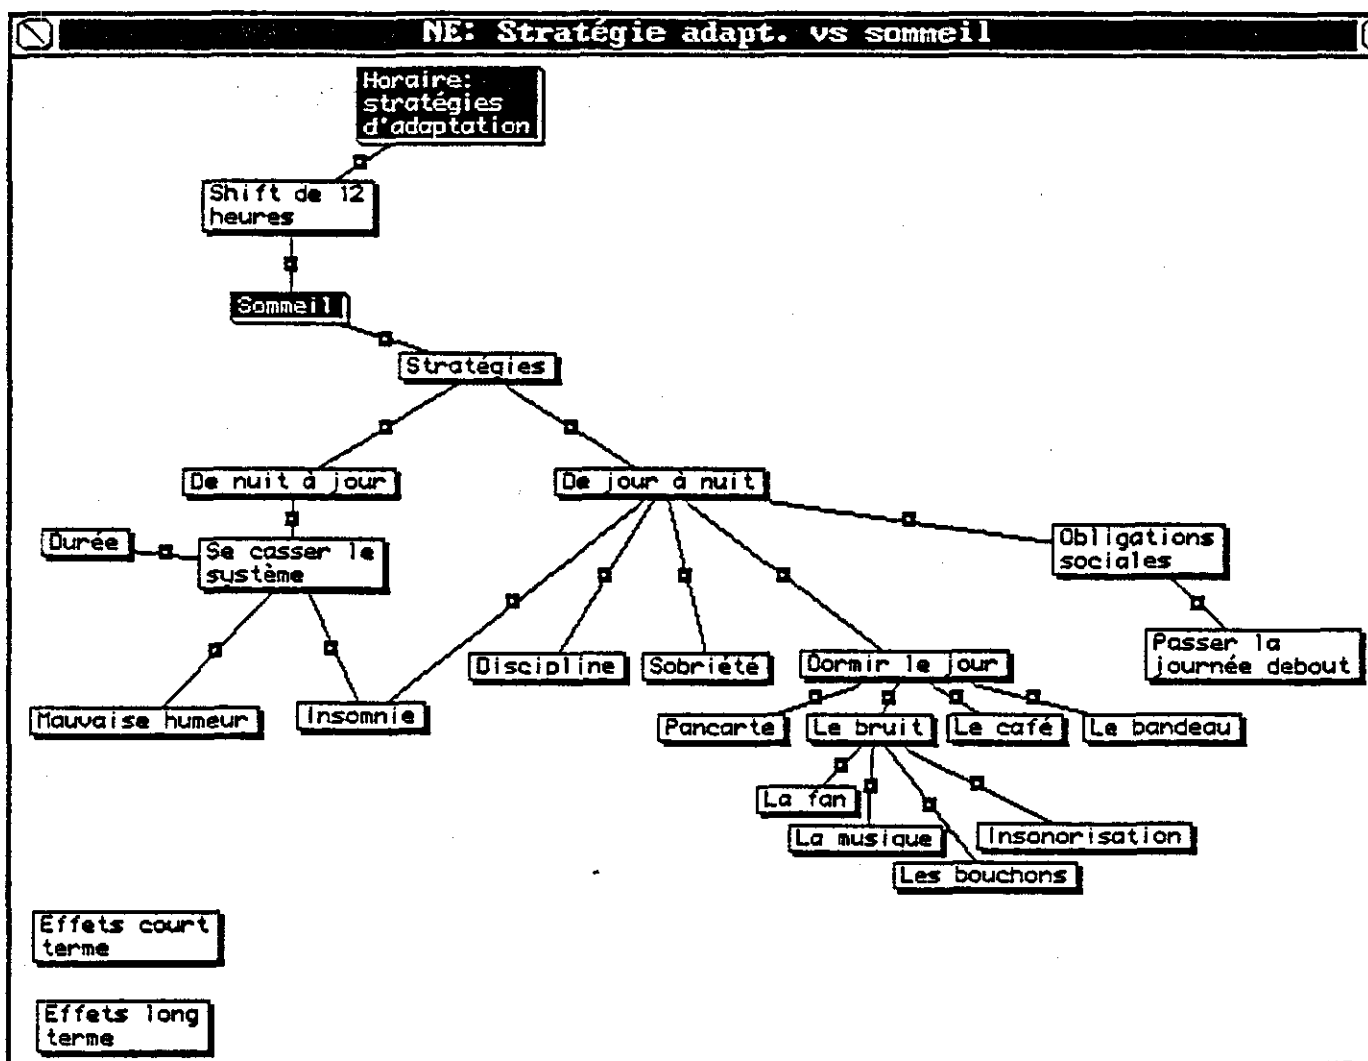 NE: Stratégie adapt. vs sommeil
Horaire:
stratégies
d'adaptation
Shift de 12
heures
Sommeil
Stratégies
De nuit à jour
De jour à nuit
Durée
Se casser le
système
Obligations
sociales
Discipline
Sobriété
Dormir le jour
Passer la
journée debout
Mauvaise humeur
Insomnie
Pancarte
Le bruit
Le café
Le bandeau
La fan
La musique
Insonorisation
Les bouchons
Effets court
terme
Effets long
terme